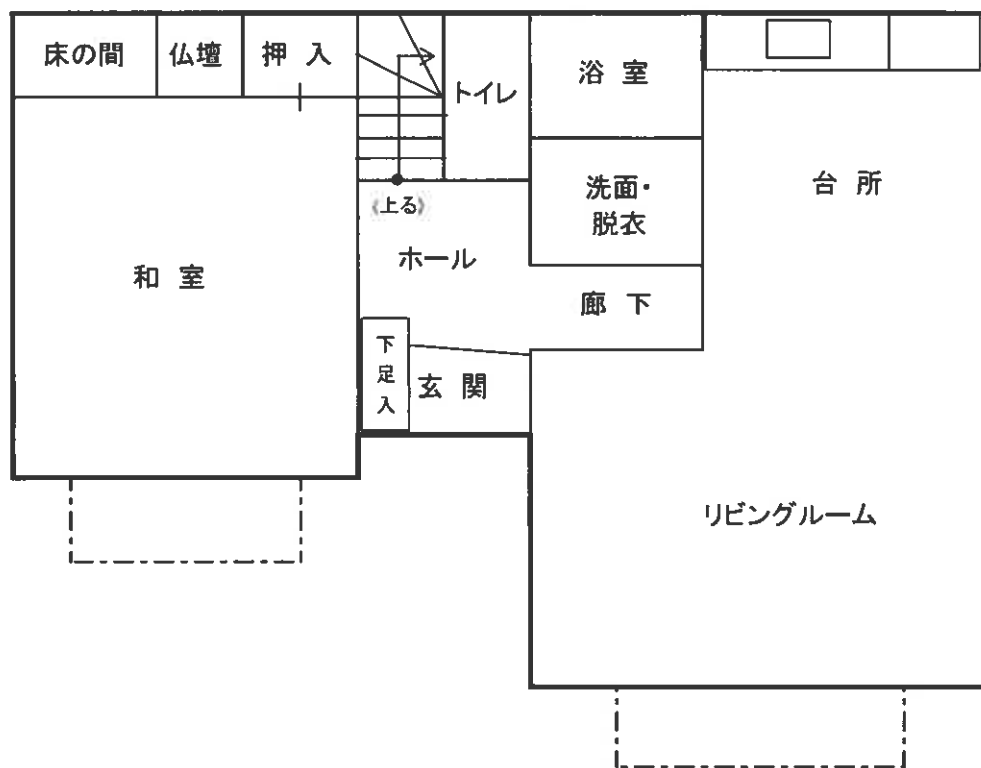 床の間
仏壇
押入
トイレ
浴室
台所
洗面・
脱衣
《上る》
ホール
和室
廊下
下足入
玄関
リビングルーム